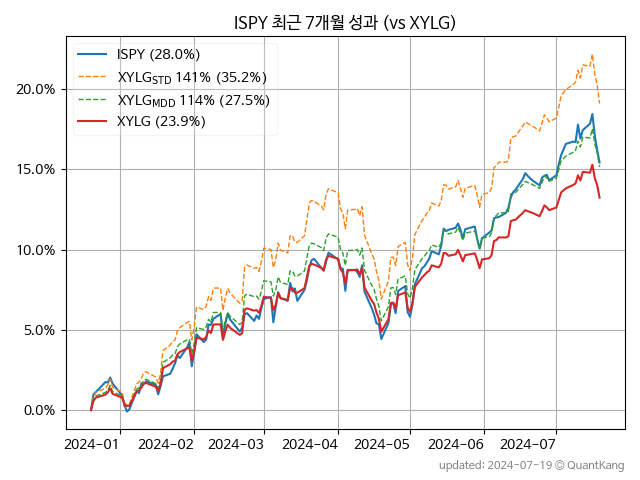 ISPY 최근 7개월 성과 (vs XYLG)
ISPY (28.0%)
XYLG_STD 141% (35.2%)
XYLG_MDD 114% (27.5%)
XYLG (23.9%)
20.0%
15.0%
10.0%
5.0%
0.0%
2024-01 2024-02 2024-03 2024-04 2024-05 2024-06 2024-07
updated: 2024-07-19 © QuantKang